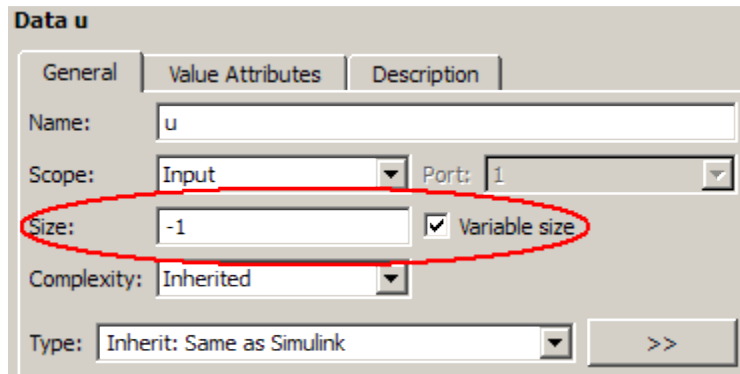 Data u
General Value Attributes Description
Name: u
Scope: Input Port: 1
Size: -1 Variable size
Complexity: Inherited
Type: Inherit: Same as Simulink >>